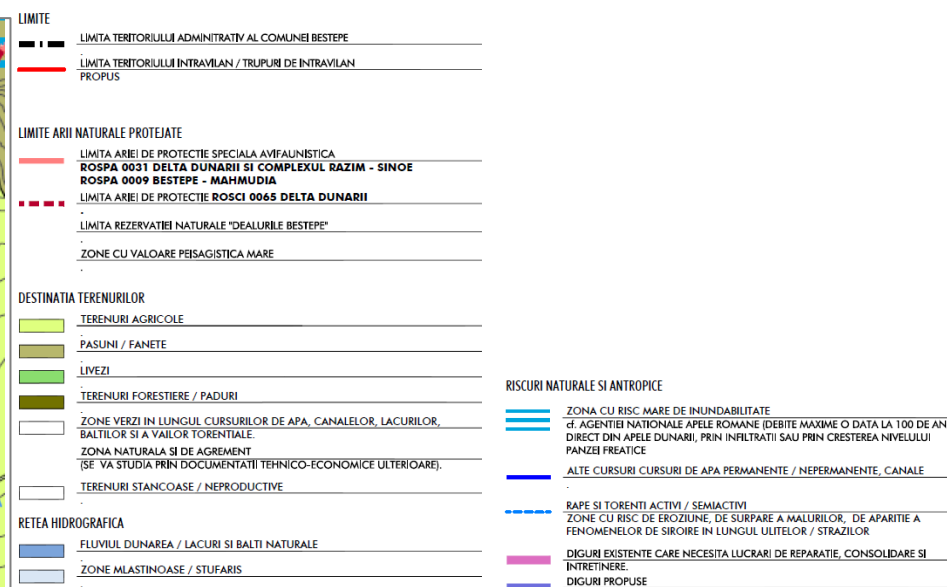 LIMITE
LIMITA TERITORIULUI ADMINITRATIV AL COMUNEI BESTEPE
LIMITA TERITORIULUI INTRAVILAN / TRUPURI DE INTRAVILAN
PROPUS
LIMITE ARII NATURALE PROTEJATE
LIMITA ARIEI DE PROTECTIE SPECIALA AVIFAUNISTICA
ROSPA 0031 DELTA DUNARII SI COMPLEXUL RAZIM - SINOE
ROSPA 0009 BESTEPE - MAHMUDIA
LIMITA ARIEI DE PROTECTIE ROSCI 0065 DELTA DUNARII
LIMITA REZERVATIEI NATURALE "DEALURILE BESTEPE"
ZONE CU VALOARE PEISAGISTICA MARE
DESTINATIA TERENURILOR
TERENURI AGRICOLE
PASUNI / FANETE
LIVEZI
TERENURI FORESTIERE / PADURI
ZONE VERZI IN LUNGUL CURSURILOR DE APA, CANALELOR, LACURILOR,
BALTILOR SI A VAILOR TORENTIALE.
ZONA NATURALA SI DE AGREMENT
(SE VA STUDIA PRIN DOCUMENTATII TEHNICO-ECONOMICE ULTERIOARE).
TERENURI STANCOASE / NEPRODUCTIVE
RETEA HIDROGRAFICA
FLUVIUL DUNAREA / LACURI SI BALTI NATURALE
ZONE MLASTINOASE / STUFARIS
RISCURI NATURALE SI ANTROPICE
ZONA CU RISC MARE DE INUNDABILITATE
cf. AGENTIEI NATIONALE APELE ROMANE (DEBITE MAXIME O DATA LA 100 DE AN
DIRECT DIN APELE DUNARII, PRIN INFILTRATII SAU PRIN CRESTEREA NIVELULUI
PANZEI FREATICE
ALTE CURSURI CURSURI DE APA PERMANENTE / NEPERMANENTE, CANALE
RAPE SI TORENTI ACTIVI / SEMIACTIVI
ZONE CU RISC DE EROZIUNE, DE SURPARE A MALURILOR, DE APARITIE A
FENOMENELOR DE SIROIRE IN LUNGUL ULITELOR / STRAZILOR
DIGURI EXISTENTE CARE NECESITA LUCRARI DE REPARATIE, CONSOLIDARE SI
INTRETINERE.
DIGURI PROPUSE